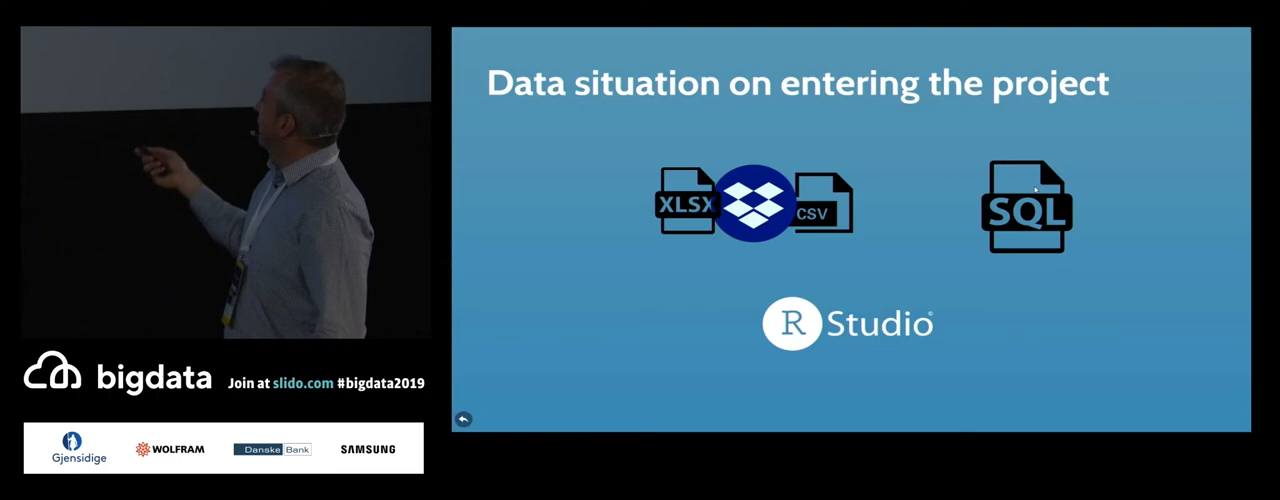 Data situation on entering the project
XLSX
CSV
SQL
R Studio®
bigdata
Join at slido.com #bigdata2019
Gjensidige
WOLFRAM
Danske Bank
SAMSUNG